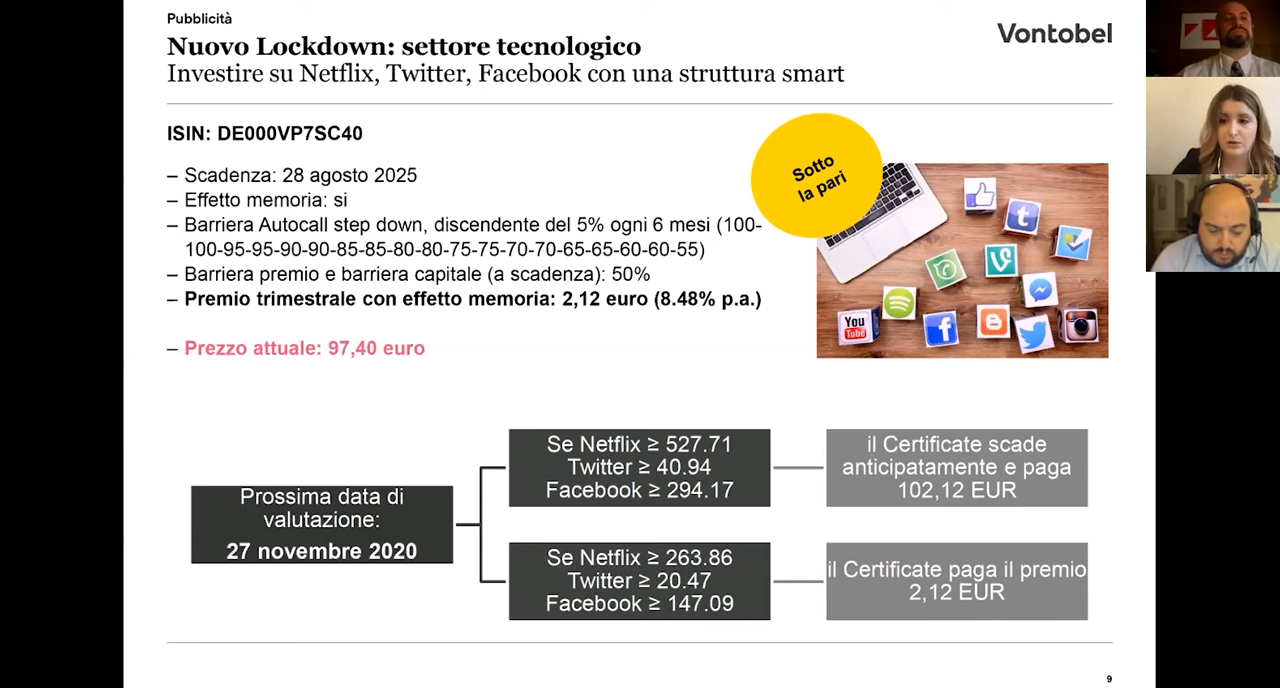 Pubblicità
Nuovo Lockdown: settore tecnologico
Investire su Netflix, Twitter, Facebook con una struttura smart
Vontobel
ISIN: DE000VP7SC40
– Scadenza: 28 agosto 2025
– Effetto memoria: si
– Barriera Autocall step down, discendente del 5% ogni 6 mesi (100-
100-95-95-90-90-85-85-80-80-75-75-70-70-65-65-60-60-55)
– Barriera premio e barriera capitale (a scadenza): 50%
– Premio trimestrale con effetto memoria: 2,12 euro (8.48% p.a.)
– Prezzo attuale: 97,40 euro
Sotto
la pari
You
Tube
Prossima data di
valutazione:
27 novembre 2020
Se Netflix ≥ 527.71
Twitter ≥ 40.94
Facebook ≥ 294.17
il Certificate scade
anticipatamente e paga
102,12 EUR
Se Netflix ≥ 263.86
Twitter ≥ 20.47
Facebook ≥ 147.09
il Certificate paga il premio
2,12 EUR
9